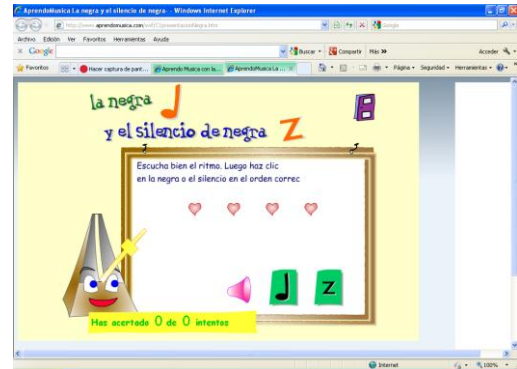 AprendoMusica La negra y el silencio de negra- - Windows Internet Explorer
Google
Archivo Edición Ver Favoritos Herramientas Ayuda
Google Buscar Compartir Más >> Acceder
Favoritos Hacer captura de pant... Aprendo Musica con la... AprendoMusica La ... Página Seguridad Herramientas
la negra
y el silencio de negra
Escucha bien el ritmo. Luego haz clic
en la negra o el silencio en el orden correc
Has acertado 0 de 0 intentos
Internet 100%